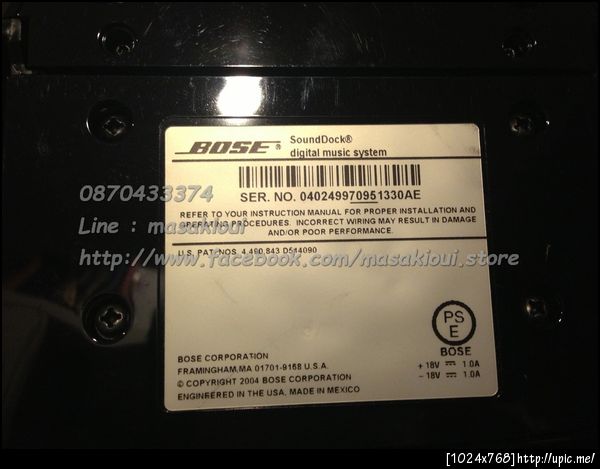 BOSE®
SoundDock®
digital music system
SER. NO. 040249970951330AE
0870433374
REFER TO YOUR INSTRUCTION MANUAL FOR PROPER INSTALLATION AND
OPERATING PROCEDURES. INCORRECT WIRING MAY RESULT IN DAMAGE
AND/OR POOR PERFORMANCE.
Line : masakioui
U.S. PAT.NOS. 4,490,843 D514090
http://www.facebook.com/masakioui_store
PS
E
BOSE
+ 18V ⎓ 1.0A
– 18V ⎓ 1.0A
BOSE CORPORATION
FRAMINGHAM,MA 01701-9168 U.S.A.
© COPYRIGHT 2004 BOSE CORPORATION
ENGINEERED IN THE USA, MADE IN MEXICO
[1024x768]http://upic.me/